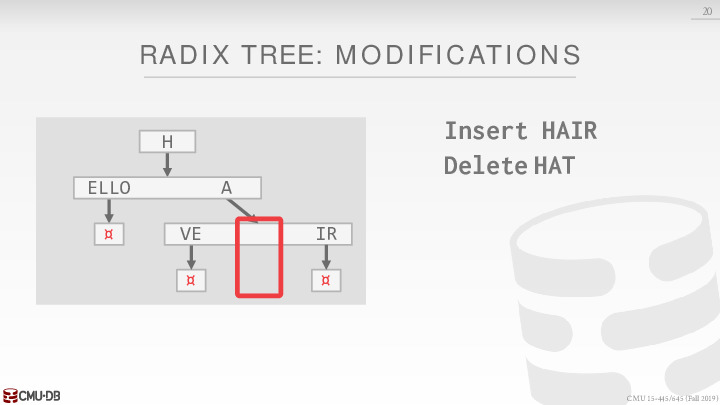 20
RADIX TREE: MODIFICATIONS
Insert HAIR
Delete HAT
H
ELLO A
¤ VE IR
¤ ¤
CMU·DB
CMU 15-445/645 (Fall 2019)